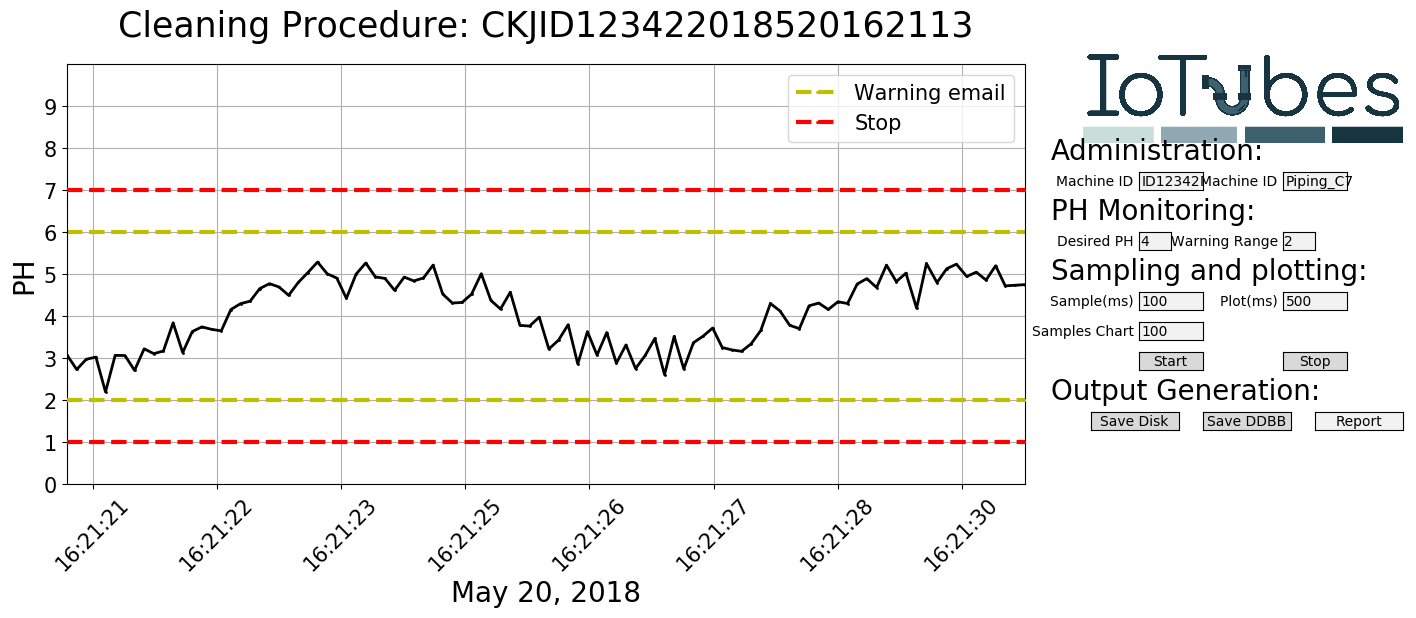 Cleaning Procedure: CKJID123422018520162113
IoTubes
Warning email
Stop
PH
9
8
7
6
5
4
3
2
1
0
16:21:21 16:21:22 16:21:23 16:21:25 16:21:26 16:21:27 16:21:28 16:21:30
May 20, 2018
Administration:
Machine ID ID12342 Machine ID Piping_C7
PH Monitoring:
Desired PH 4 Warning Range 2
Sampling and plotting:
Sample(ms) 100 Plot(ms) 500
Samples Chart 100
Start Stop
Output Generation:
Save Disk Save DDBB Report